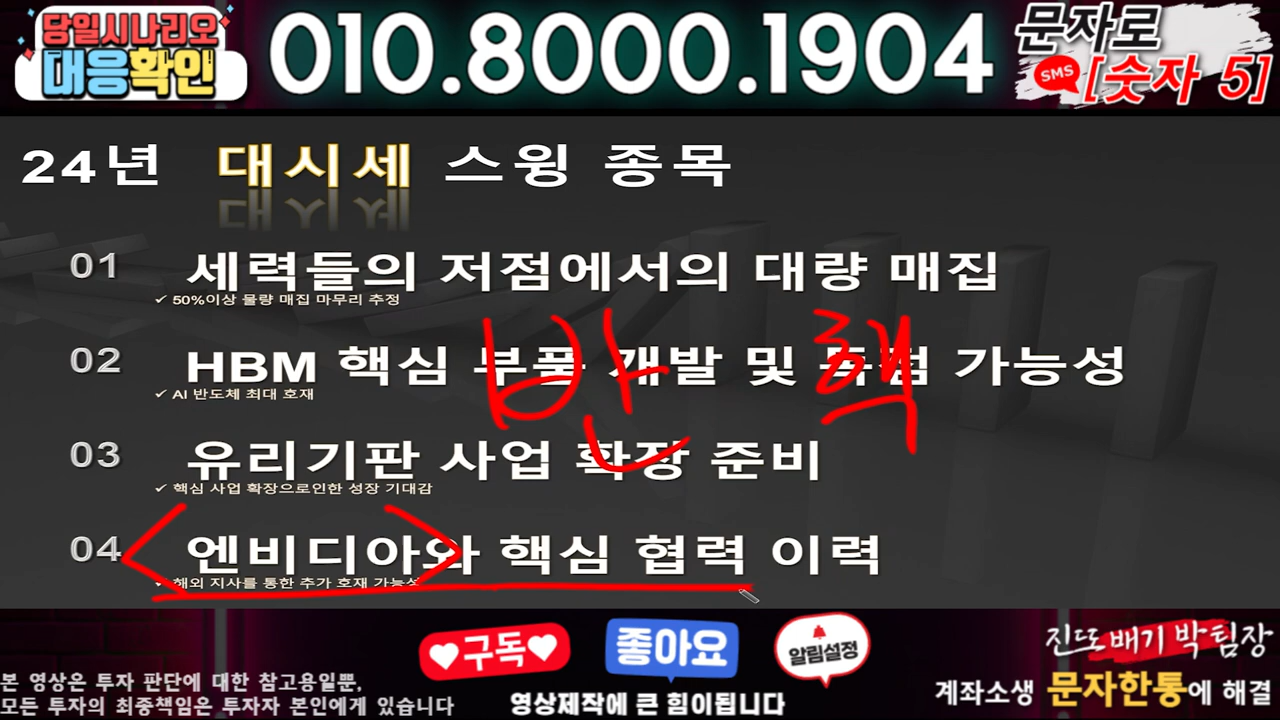 당일시나리오
대응확인
010.8000.1904
문자로
SMS [숫자 5]
24년 대시세 스윙 종목
01 세력들의 저점에서의 대량 매집
✓ 50%이상 물량 매집 마무리 추정
반 핵
02 HBM 핵심 부품 개발 및 독점 가능성
✓ AI 반도체 최대 호재
03 유리기판 사업 확장 준비
✓ 핵심 사업 확장으로인한 성장 기대감
04 엔비디아와 핵심 협력 이력
✓ 해외 지사를 통한 추가 호재 가능성
구독
좋아요
알림설정
진또배기 박팀장
본 영상은 투자 판단에 대한 참고용일뿐,
모든 투자의 최종책임은 투자자 본인에게 있습니다
영상제작에 큰 힘이됩니다
계좌소생 문자한통에 해결